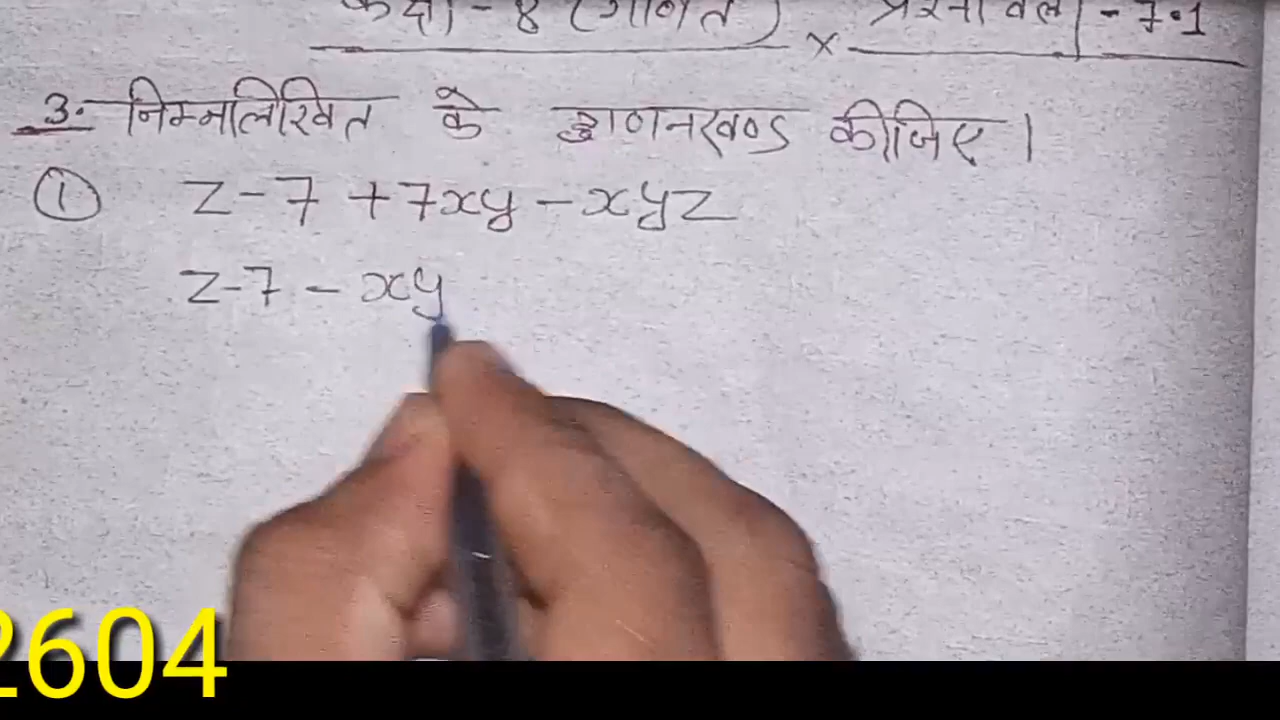 कक्षा - 8 (गणित) × प्रश्नावली - 7.1
3. निम्नलिखित के गुणनखण्ड कीजिए।
① z - 7 + 7xy - xyz
z - 7 - xy
2604